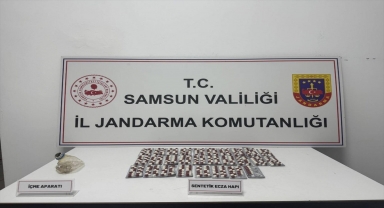 T.C.
SAMSUN VALİLİĞİ
İL JANDARMA KOMUTANLIĞI
İÇME APARATI
SENTETİK ECZA HAPI